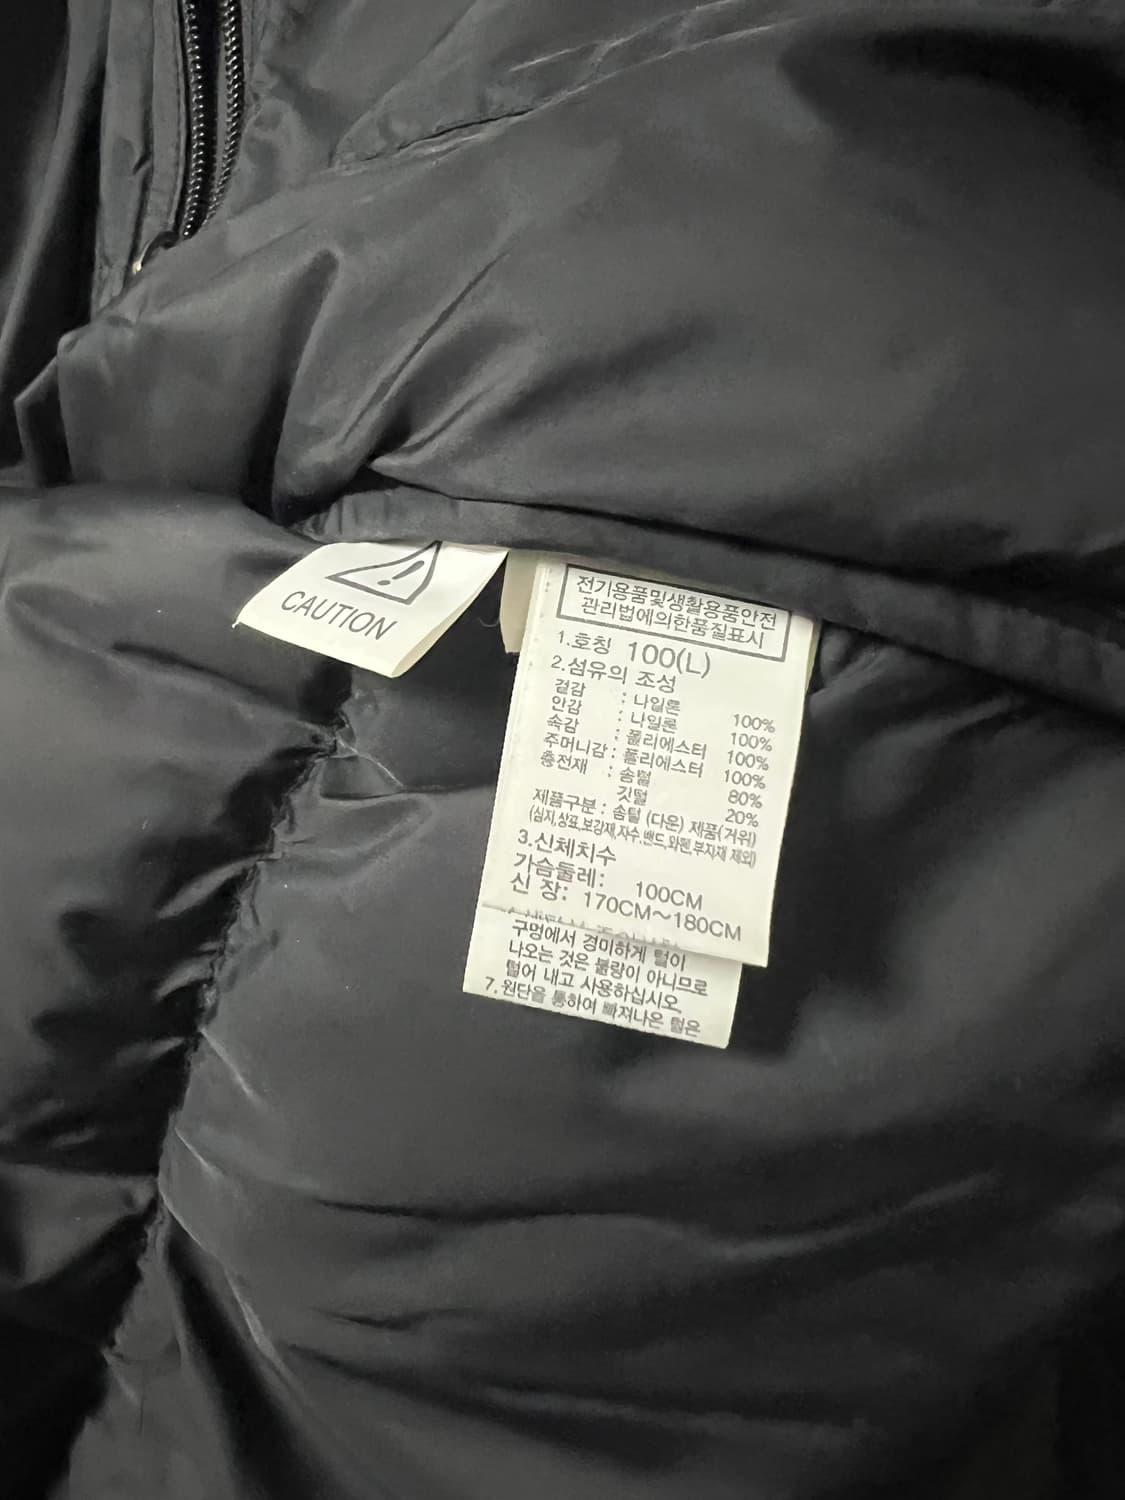 CAUTION
전기용품및생활용품안전
관리법에의한품질표시
1.호칭 100(L)
2.섬유의 조성
겉감 : 나일론 100%
안감 : 나일론 100%
속감 : 폴리에스터 100%
주머니감 : 폴리에스터 100%
충전재 : 솜털 80%
깃털 20%
제품구분 : 솜털 (다운) 제품(거위)
(심지,상표,보강재,자수,밴드,와펜,부자재 제외)
3.신체치수
가슴둘레: 100CM
신 장: 170CM~180CM
구멍에서 경미하게 털이
나오는 것은 불량이 아니므로
털어 내고 사용하십시오.
7.원단을 통하여 빠져나온 털은